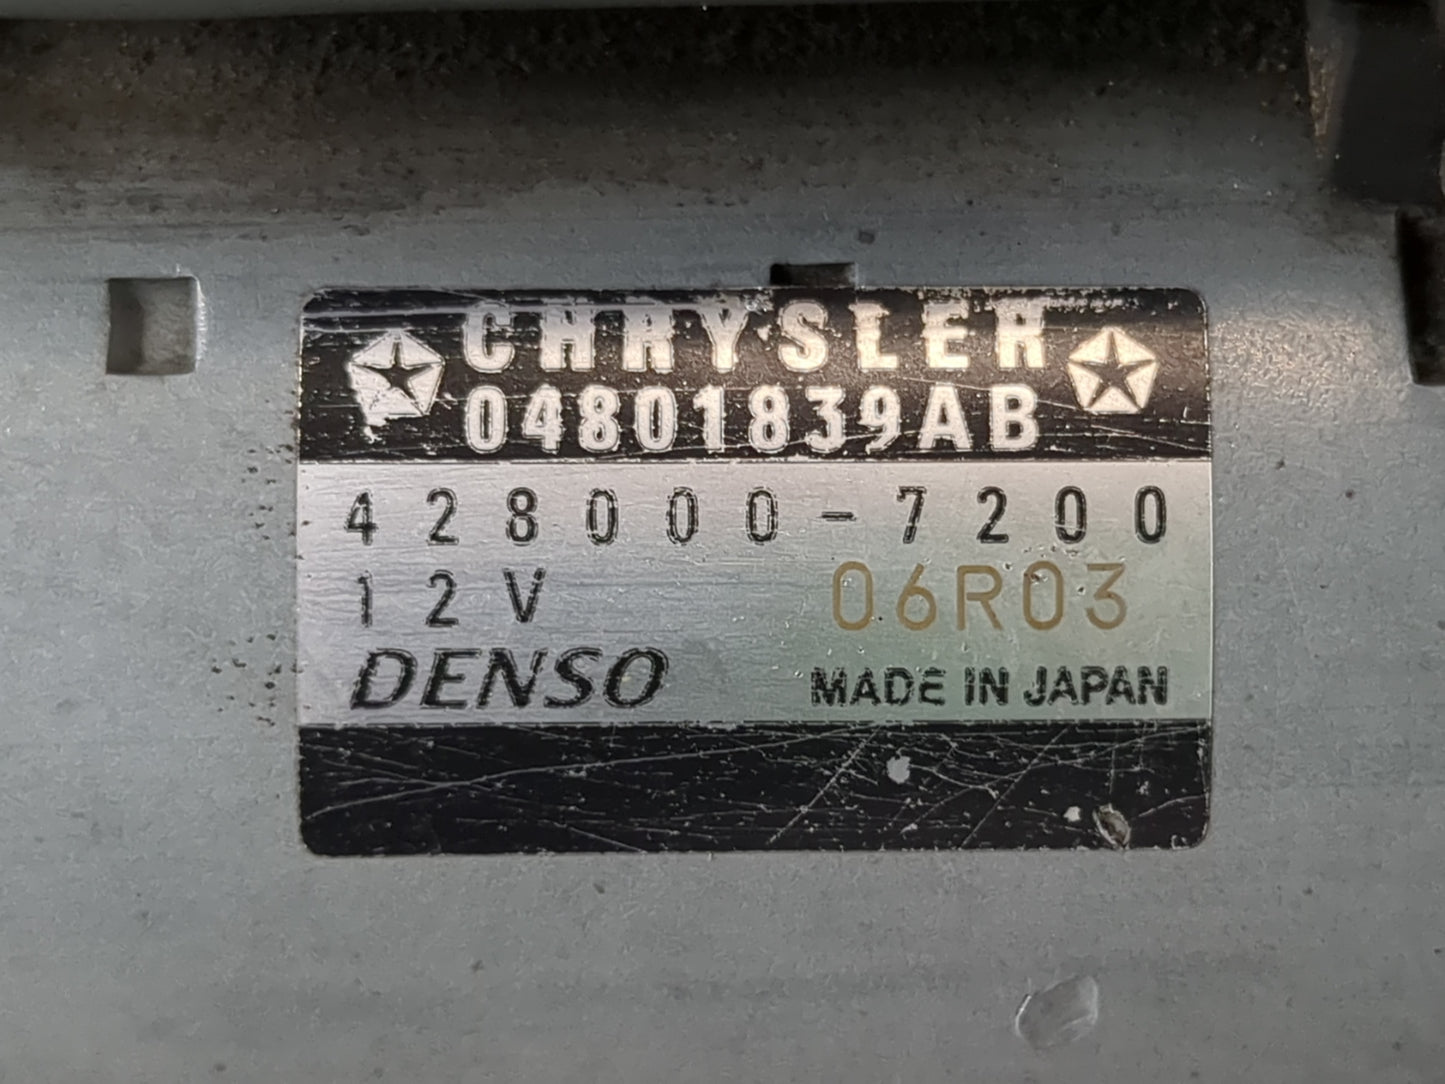 CHRYSLER
04801839AB
428000-7200
12V 06R03
DENSO MADE IN JAPAN